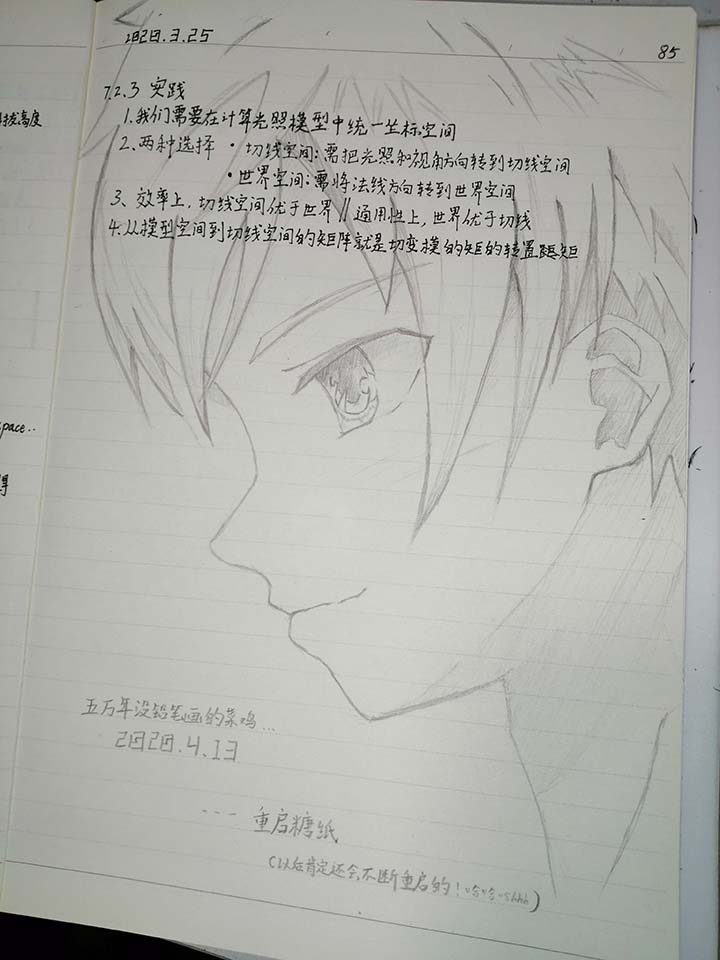 2020.3.25
85
7.2.3 实践
1.我们需要在计算光照模型中统一坐标空间
2.两种选择 • 切线空间:需把光照和视角方向转到切线空间
• 世界空间:需将法线方向转到世界空间
3、效率上,切线空间优于世界 // 通用性上,世界优于切线
4.从模型空间到切线空间的矩阵就是切变模的矩的转置矩
拔高度
pace..
得
五万年没铅笔画的菜鸡...
2020.4.13
--- 重启糖纸
(以后肯定还会不断重启的!哈哈hhh)